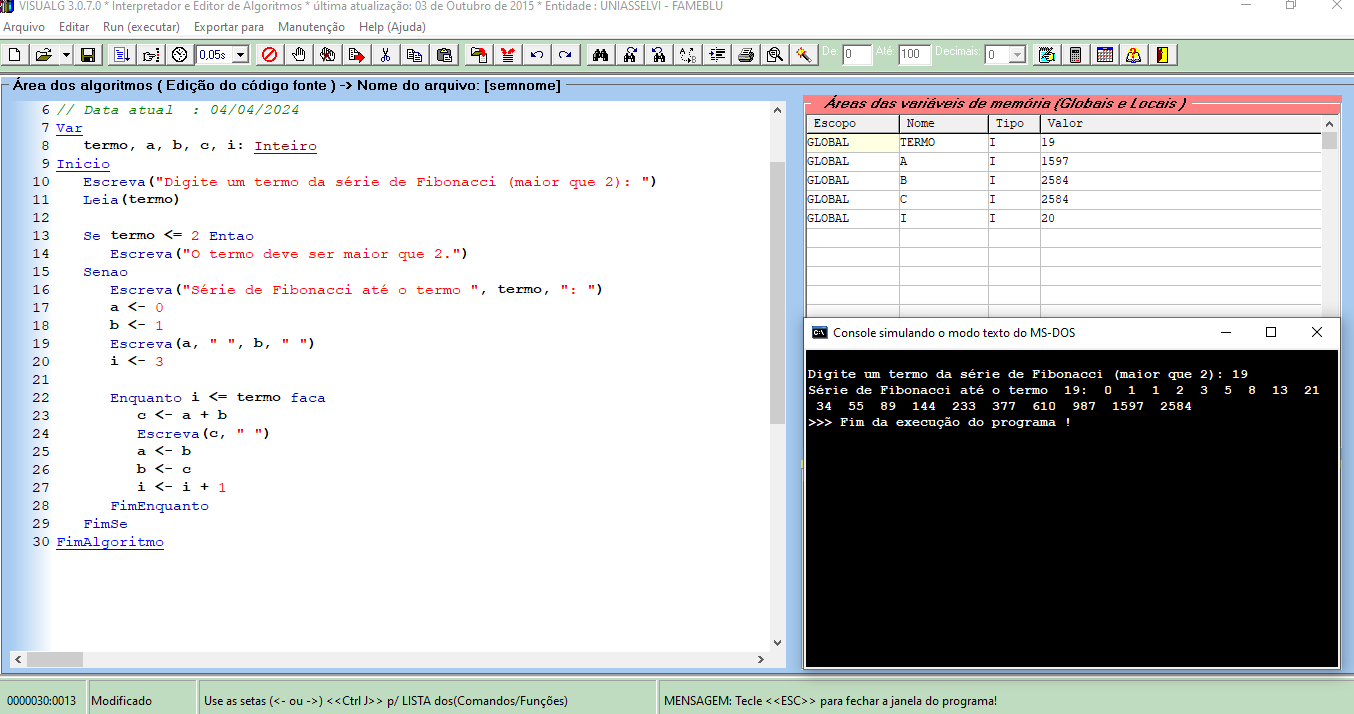 VISUALG 3.0.7.0 * Interpretador e Editor de Algoritmos * última atualização: 03 de Outubro de 2015 * Entidade : UNIASSELVI - FAMEBLU
Arquivo Editar Run (executar) Exportar para Manutenção Help (Ajuda)
0,05s De: 0 Até: 100 Decimais: 0
Área dos algoritmos ( Edição do código fonte ) -> Nome do arquivo: [semnome]
6 // Data atual  : 04/04/2024
7 Var
8    termo, a, b, c, i: Inteiro
9 Inicio
10    Escreva("Digite um termo da série de Fibonacci (maior que 2): ")
11    Leia(termo)
12
13    Se termo <= 2 Entao
14       Escreva("O termo deve ser maior que 2.")
15    Senao
16       Escreva("Série de Fibonacci até o termo ", termo, ": ")
17       a <- 0
18       b <- 1
19       Escreva(a, " ", b, " ")
20       i <- 3
21
22       Enquanto i <= termo faca
23          c <- a + b
24          Escreva(c, " ")
25          a <- b
26          b <- c
27          i <- i + 1
28       FimEnquanto
29    FimSe
30 FimAlgoritmo
Áreas das variáveis de memória (Globais e Locais )
Escopo Nome Tipo Valor
GLOBAL TERMO I 19
GLOBAL A I 1597
GLOBAL B I 2584
GLOBAL C I 2584
GLOBAL I I 20
C:\ Console simulando o modo texto do MS-DOS
Digite um termo da série de Fibonacci (maior que 2): 19
Série de Fibonacci até o termo  19:  0  1  1  2  3  5  8  13  21
34  55  89  144  233  377  610  987  1597  2584
>>> Fim da execução do programa !
0000030:0013 Modificado Use as setas (<- ou ->) <<Ctrl J>> p/ LISTA dos(Comandos/Funções) MENSAGEM: Tecle <<ESC>> para fechar a janela do programa!